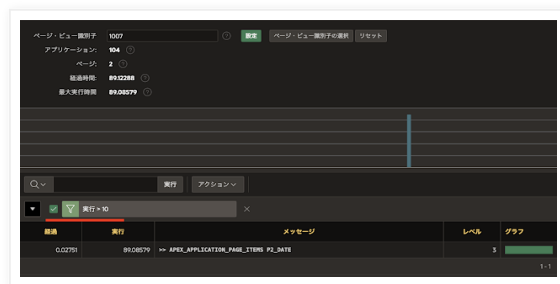 ページ・ビュー識別子 1007 ? 設定 ページ・ビュー識別子の選択 リセット
アプリケーション: 104 ?
ページ: 2 ?
経過時間: 89.12288 ?
最大実行時間 89.08579 ?
実行 アクション
実行 > 10
経過 実行 メッセージ レベル グラフ
0.02751 89.08579 >> APEX_APPLICATION_PAGE_ITEMS P2_DATE 3
1 - 1